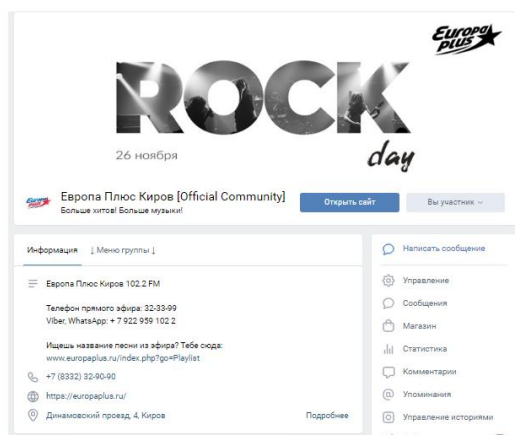 Europa
plus
ROCK
day
26 ноября
Европа Плюс Киров [Official Community]
Больше хитов! Больше музыки!
Открыть сайт
Вы участник
Информация
↓ Меню группы ↓
Европа Плюс Киров 102.2 FM
Телефон прямого эфира: 32-33-99
Viber, WhatsApp: + 7 922 959 102 2
Ищешь название песни из эфира? Тебе сюда:
www.europaplus.ru/index.php?go=Playlist
+7 (8332) 32-90-90
https://europaplus.ru/
Динамовский проезд, 4, Киров
Подробнее
Написать сообщение
Управление
Сообщения
Магазин
Статистика
Комментарии
Упоминания
Управление историями